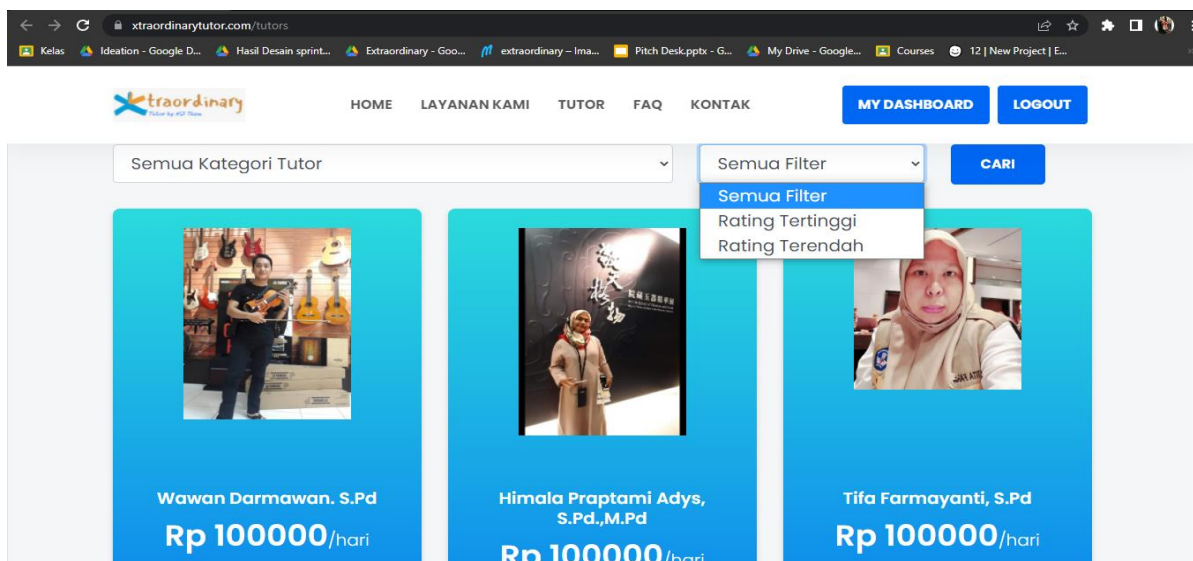 xtraordinarytutor.com/tutors
Kelas
Ideation - Google D...
Hasil Desain sprint...
Extraordinary - Goo...
extraordinary – Ima...
Pitch Desk.pptx - G...
My Drive - Google...
Courses
12 | New Project | E...
traordinary
HOME
LAYANAN KAMI
TUTOR
FAQ
KONTAK
MY DASHBOARD
LOGOUT
Semua Kategori Tutor
Semua Filter
CARI
Semua Filter
Rating Tertinggi
Rating Terendah
Wawan Darmawan. S.Pd
Rp 100000/hari
Himala Praptami Adys,
S.Pd.,M.Pd
Rp 100000/hari
Tifa Farmayanti, S.Pd
Rp 100000/hari